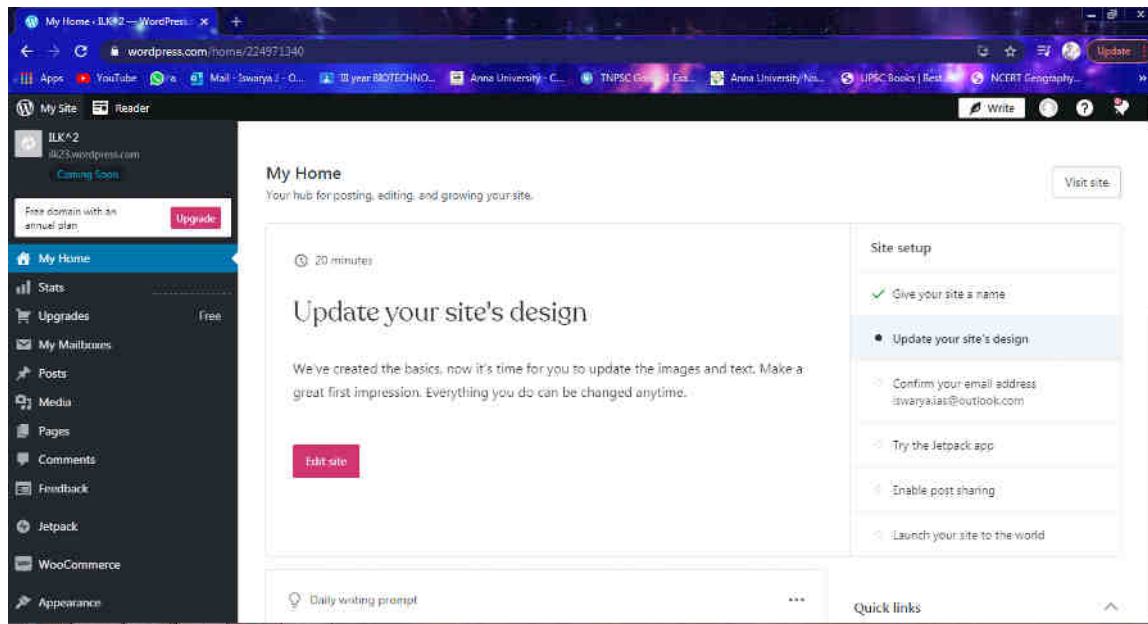 My Home ‹ ILK^2 — WordPress
wordpress.com/home/224971340
Update
Apps
YouTube
Mail - Iswarya J - O...
III year BIOTECHNO...
Anna University - C...
TNPSC
Anna University
UPSC Books | Best
NCERT Geography...
My Site
Reader
Write
ILK^2
ilk23.wordpress.com
Coming Soon
Free domain with an
annual plan
Upgrade
My Home
Stats
Upgrades
Free
My Mailboxes
Posts
Media
Pages
Comments
Feedback
Jetpack
WooCommerce
Appearance
My Home
Your hub for posting, editing, and growing your site.
Visit site
20 minutes
Update your site's design
We've created the basics, now it's time for you to update the images and text. Make a
great first impression. Everything you do can be changed anytime.
Edit site
Site setup
Give your site a name
Update your site's design
Confirm your email address
iswarya.ias@outlook.com
Try the Jetpack app
Enable post sharing
Launch your site to the world
Daily writing prompt
Quick links